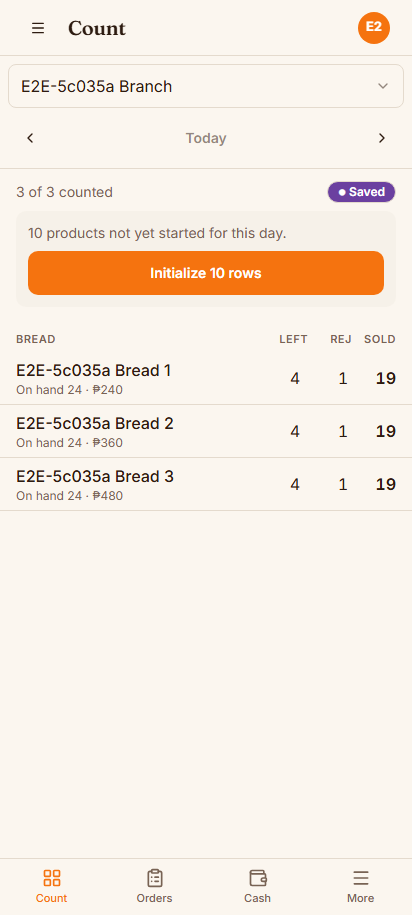 Count
E2
E2E-5c035a Branch
Today
3 of 3 counted
Saved
10 products not yet started for this day.
Initialize 10 rows
BREAD LEFT REJ SOLD
E2E-5c035a Bread 1 4 1 19
On hand 24 · ₱240
E2E-5c035a Bread 2 4 1 19
On hand 24 · ₱360
E2E-5c035a Bread 3 4 1 19
On hand 24 · ₱480
Count Orders Cash More